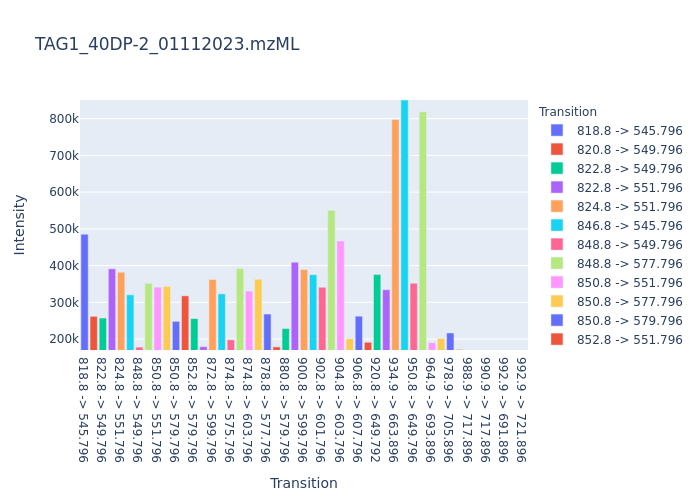 TAG1_40DP-2_01112023.mzML
Intensity
800k
700k
600k
500k
400k
300k
200k
818.8 -> 545.796
822.8 -> 549.796
824.8 -> 551.796
848.8 -> 549.796
850.8 -> 551.796
850.8 -> 579.796
852.8 -> 579.796
872.8 -> 599.796
874.8 -> 575.796
874.8 -> 603.796
878.8 -> 577.796
880.8 -> 579.796
900.8 -> 599.796
902.8 -> 601.796
904.8 -> 603.796
906.8 -> 607.796
920.8 -> 649.792
934.9 -> 663.896
950.8 -> 649.796
964.9 -> 693.896
978.9 -> 705.896
988.9 -> 717.896
990.9 -> 717.896
992.9 -> 691.896
992.9 -> 721.896
Transition
Transition
818.8 -> 545.796
820.8 -> 549.796
822.8 -> 549.796
822.8 -> 551.796
824.8 -> 551.796
846.8 -> 545.796
848.8 -> 549.796
848.8 -> 577.796
850.8 -> 551.796
850.8 -> 577.796
850.8 -> 579.796
852.8 -> 551.796